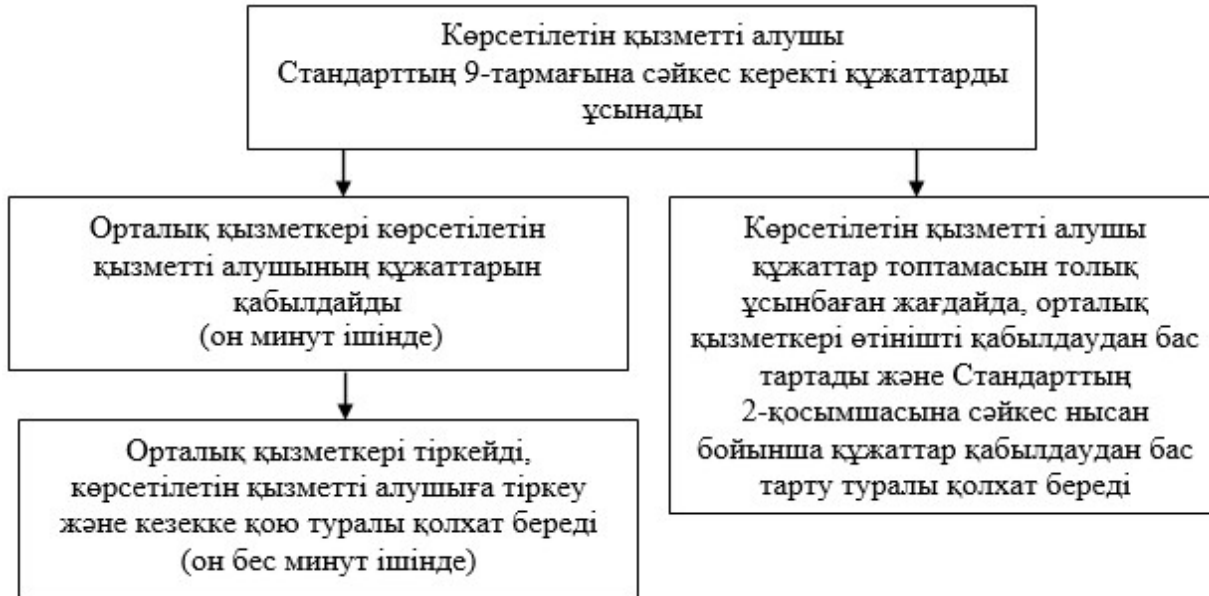 Көрсетілетін қызметті алушы
Стандарттың 9-тармағына сәйкес керекті құжаттарды
ұсынады
Орталық қызметкері көрсетілетін
қызметті алушының құжаттарын
қабылдайды
(он минут ішінде)
Орталық қызметкері тіркейді,
көрсетілетін қызметті алушыға тіркеу
және кезекке қою туралы қолхат береді
(он бес минут ішінде)
Көрсетілетін қызметті алушы
құжаттар топтамасын толық
ұсынбаған жағдайда, орталық
қызметкері өтінішті қабылдаудан бас
тартады және Стандарттың
2-қосымшасына сәйкес нысан
бойынша құжаттар қабылдаудан бас
тарту туралы қолхат береді